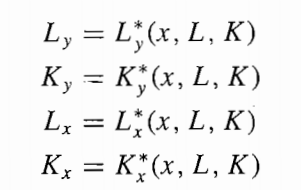 L_y = L_y^*(x, L, K)
K_y = K_y^*(x, L, K)
L_x = L_x^*(x, L, K)
K_x = K_x^*(x, L, K)